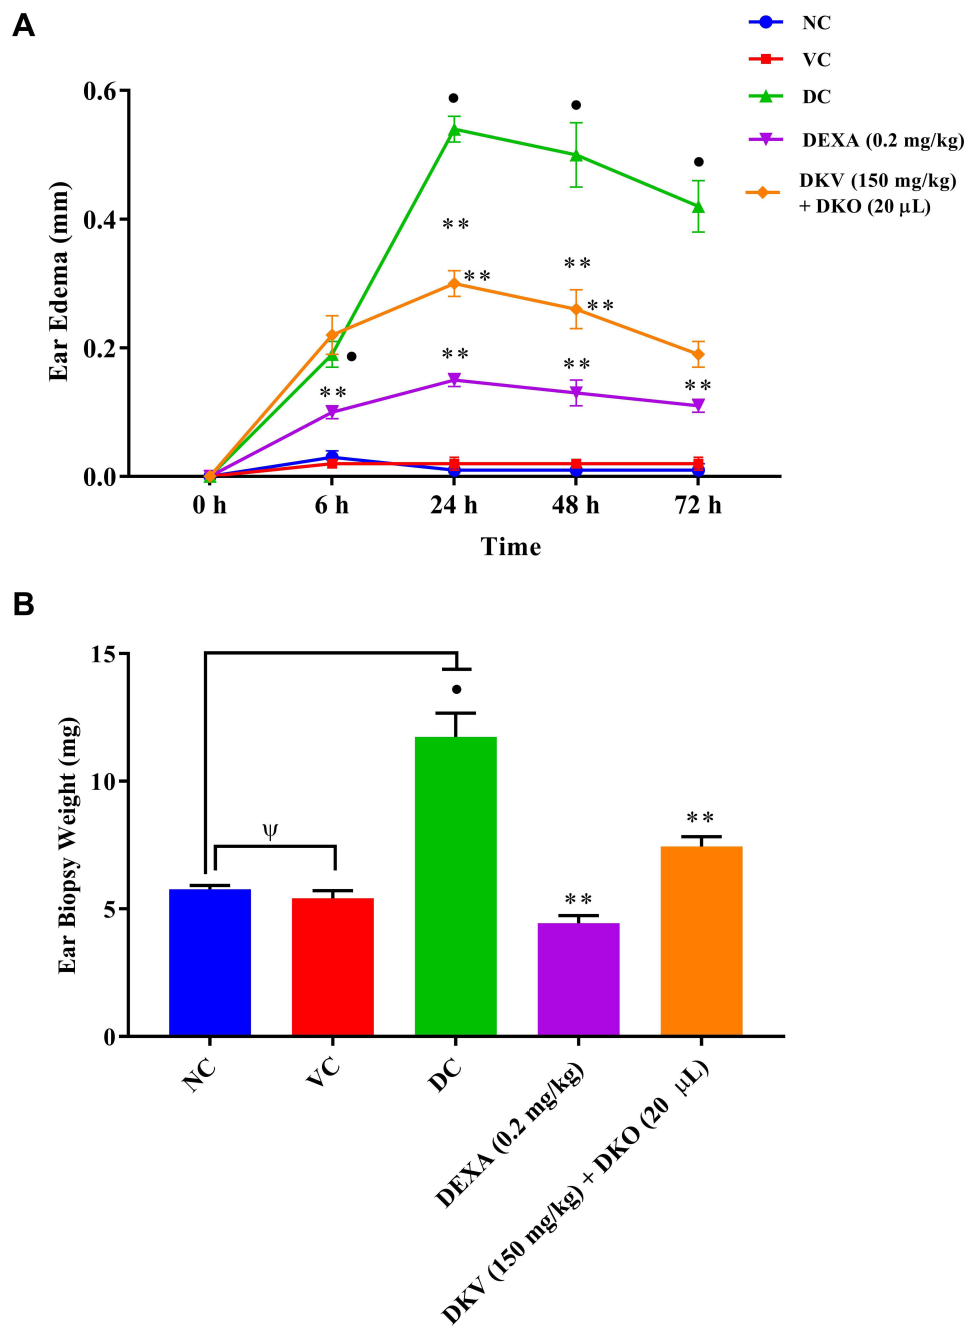 A
NC
VC
DC
DEXA (0.2 mg/kg)
DKV (150 mg/kg)
+ DKO (20 μL)
Ear Edema (mm)
0.6
0.4
0.2
0.0
**
**
**
**
**
**
**
**
0 h
6 h
24 h
48 h
72 h
Time
B
Ear Biopsy Weight (mg)
15
10
5
0
ψ
**
**
NC
VC
DC
DEXA (0.2 mg/kg)
DKV (150 mg/kg) + DKO (20 μL)